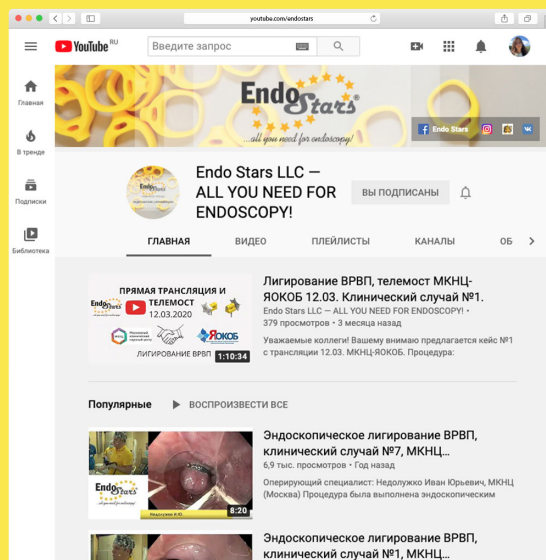 youtube.com/endostars
YouTube RU
Введите запрос
EndoStars®
...all you need for endoscopy!
Endo Stars
Главная
В тренде
Подписки
Библиотека
Endo Stars LLC —
ALL YOU NEED FOR
ENDOSCOPY!
ВЫ ПОДПИСАНЫ
ГЛАВНАЯ ВИДЕО ПЛЕЙЛИСТЫ КАНАЛЫ ОБ
ПРЯМАЯ ТРАНСЛЯЦИЯ И
ТЕЛЕМОСТ
12.03.2020
EndoStars
ЯОКОБ
ЛИГИРОВАНИЕ ВРВП
1:10:34
Лигирование ВРВП, телемост МКНЦ-
ЯОКОБ 12.03. Клинический случай №1.
Endo Stars LLC — ALL YOU NEED FOR ENDOSCOPY! •
379 просмотров • 3 месяца назад
Уважаемые коллеги! Вашему внимаю предлагается кейс №1
с трансляции 12.03. МКНЦ-ЯОКОБ. Процедура:
Популярные ВОСПРОИЗВЕСТИ ВСЕ
EndoStars
Недолужко И.Ю.
8:20
Эндоскопическое лигирование ВРВП,
клинический случай №7, МКНЦ...
6,9 тыс. просмотров • Год назад
Оперирующий специалист: Недолужко Иван Юрьевич, МКНЦ
(Москва) Процедура была выполнена эндоскопическим
Эндоскопическое лигирование ВРВП,
клинический случай №1, МКНЦ...